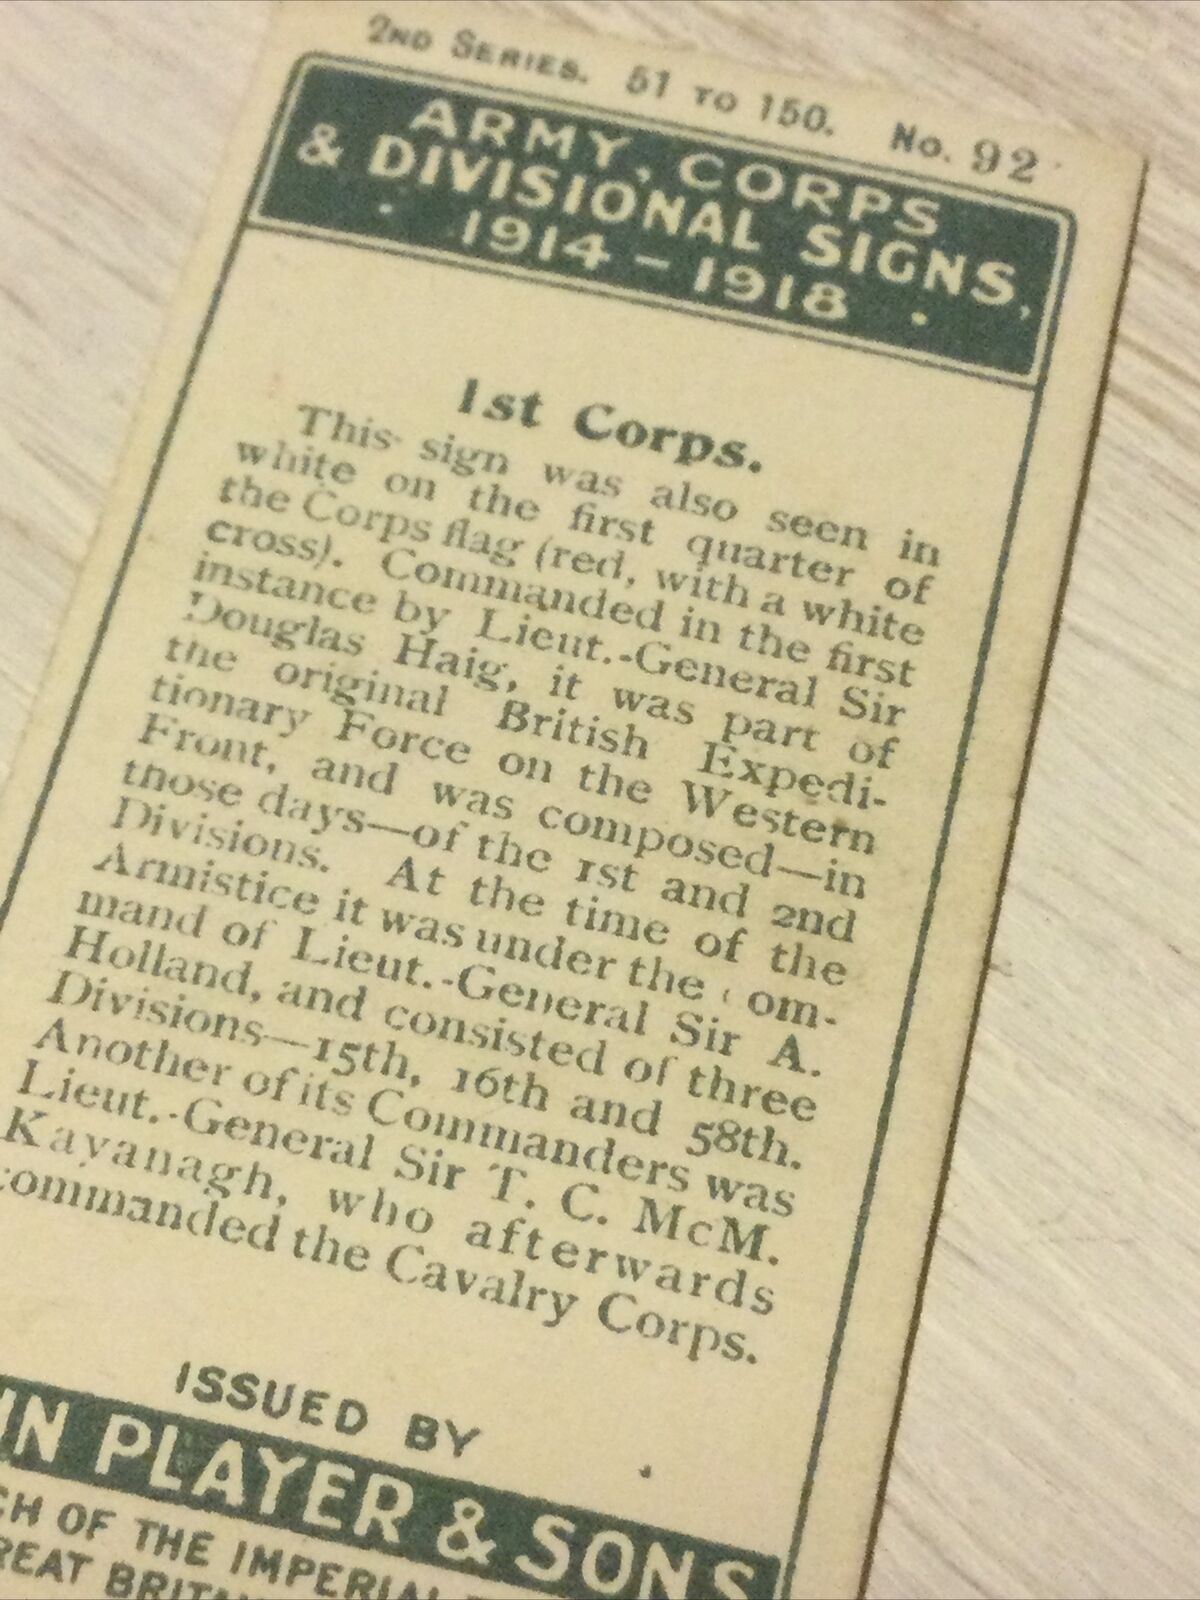 2ND SERIES. 51 TO 150. No. 92
ARMY, CORPS
& DIVISIONAL SIGNS,
1914 - 1918
1st Corps.
This sign was also seen in
white on the first quarter of
the Corps flag (red, with a white
cross). Commanded in the first
instance by Lieut.-General Sir
Douglas Haig, it was part of
the original British Expedi-
tionary Force on the Western
Front, and was composed—in
those days—of the 1st and 2nd
Divisions. At the time of the
Armistice it was under the com-
mand of Lieut.-General Sir A.
Holland, and consisted of three
Divisions—15th, 16th and 58th.
Another of its Commanders was
Lieut.-General Sir T. C. McM.
Kavanagh, who afterwards
commanded the Cavalry Corps.
ISSUED BY
IN PLAYER & SONS
CH OF THE IMPERIAL
REAT BRITA